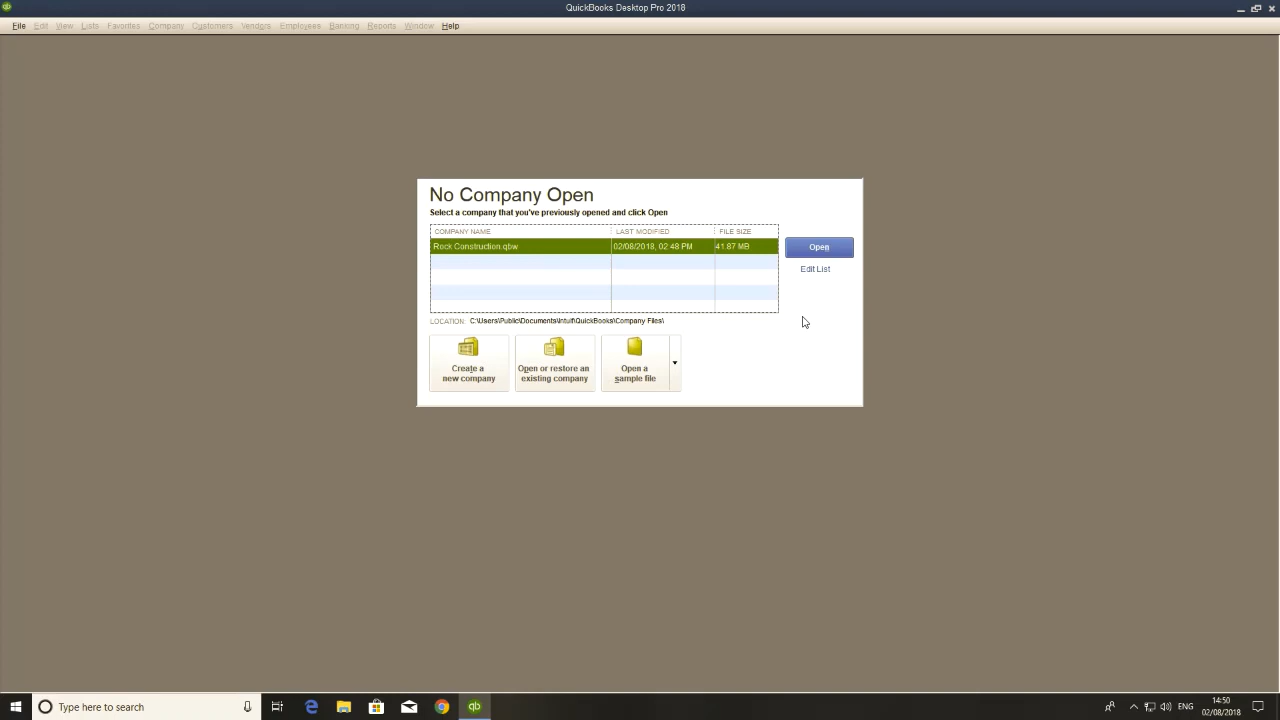 qb
QuickBooks Desktop Pro 2018
File Edit View Lists Favorites Company Customers Vendors Employees Banking Reports Window Help
No Company Open
Select a company that you've previously opened and click Open
COMPANY NAME LAST MODIFIED FILE SIZE
Rock Construction.qbw 02/08/2018, 02:48 PM 41.87 MB
Open
Edit List
LOCATION: C:\Users\Public\Documents\Intuit\QuickBooks\Company Files\
Create a
new company
Open or restore an
existing company
Open a
sample file
Type here to search
qb
ENG
14:50
02/08/2018